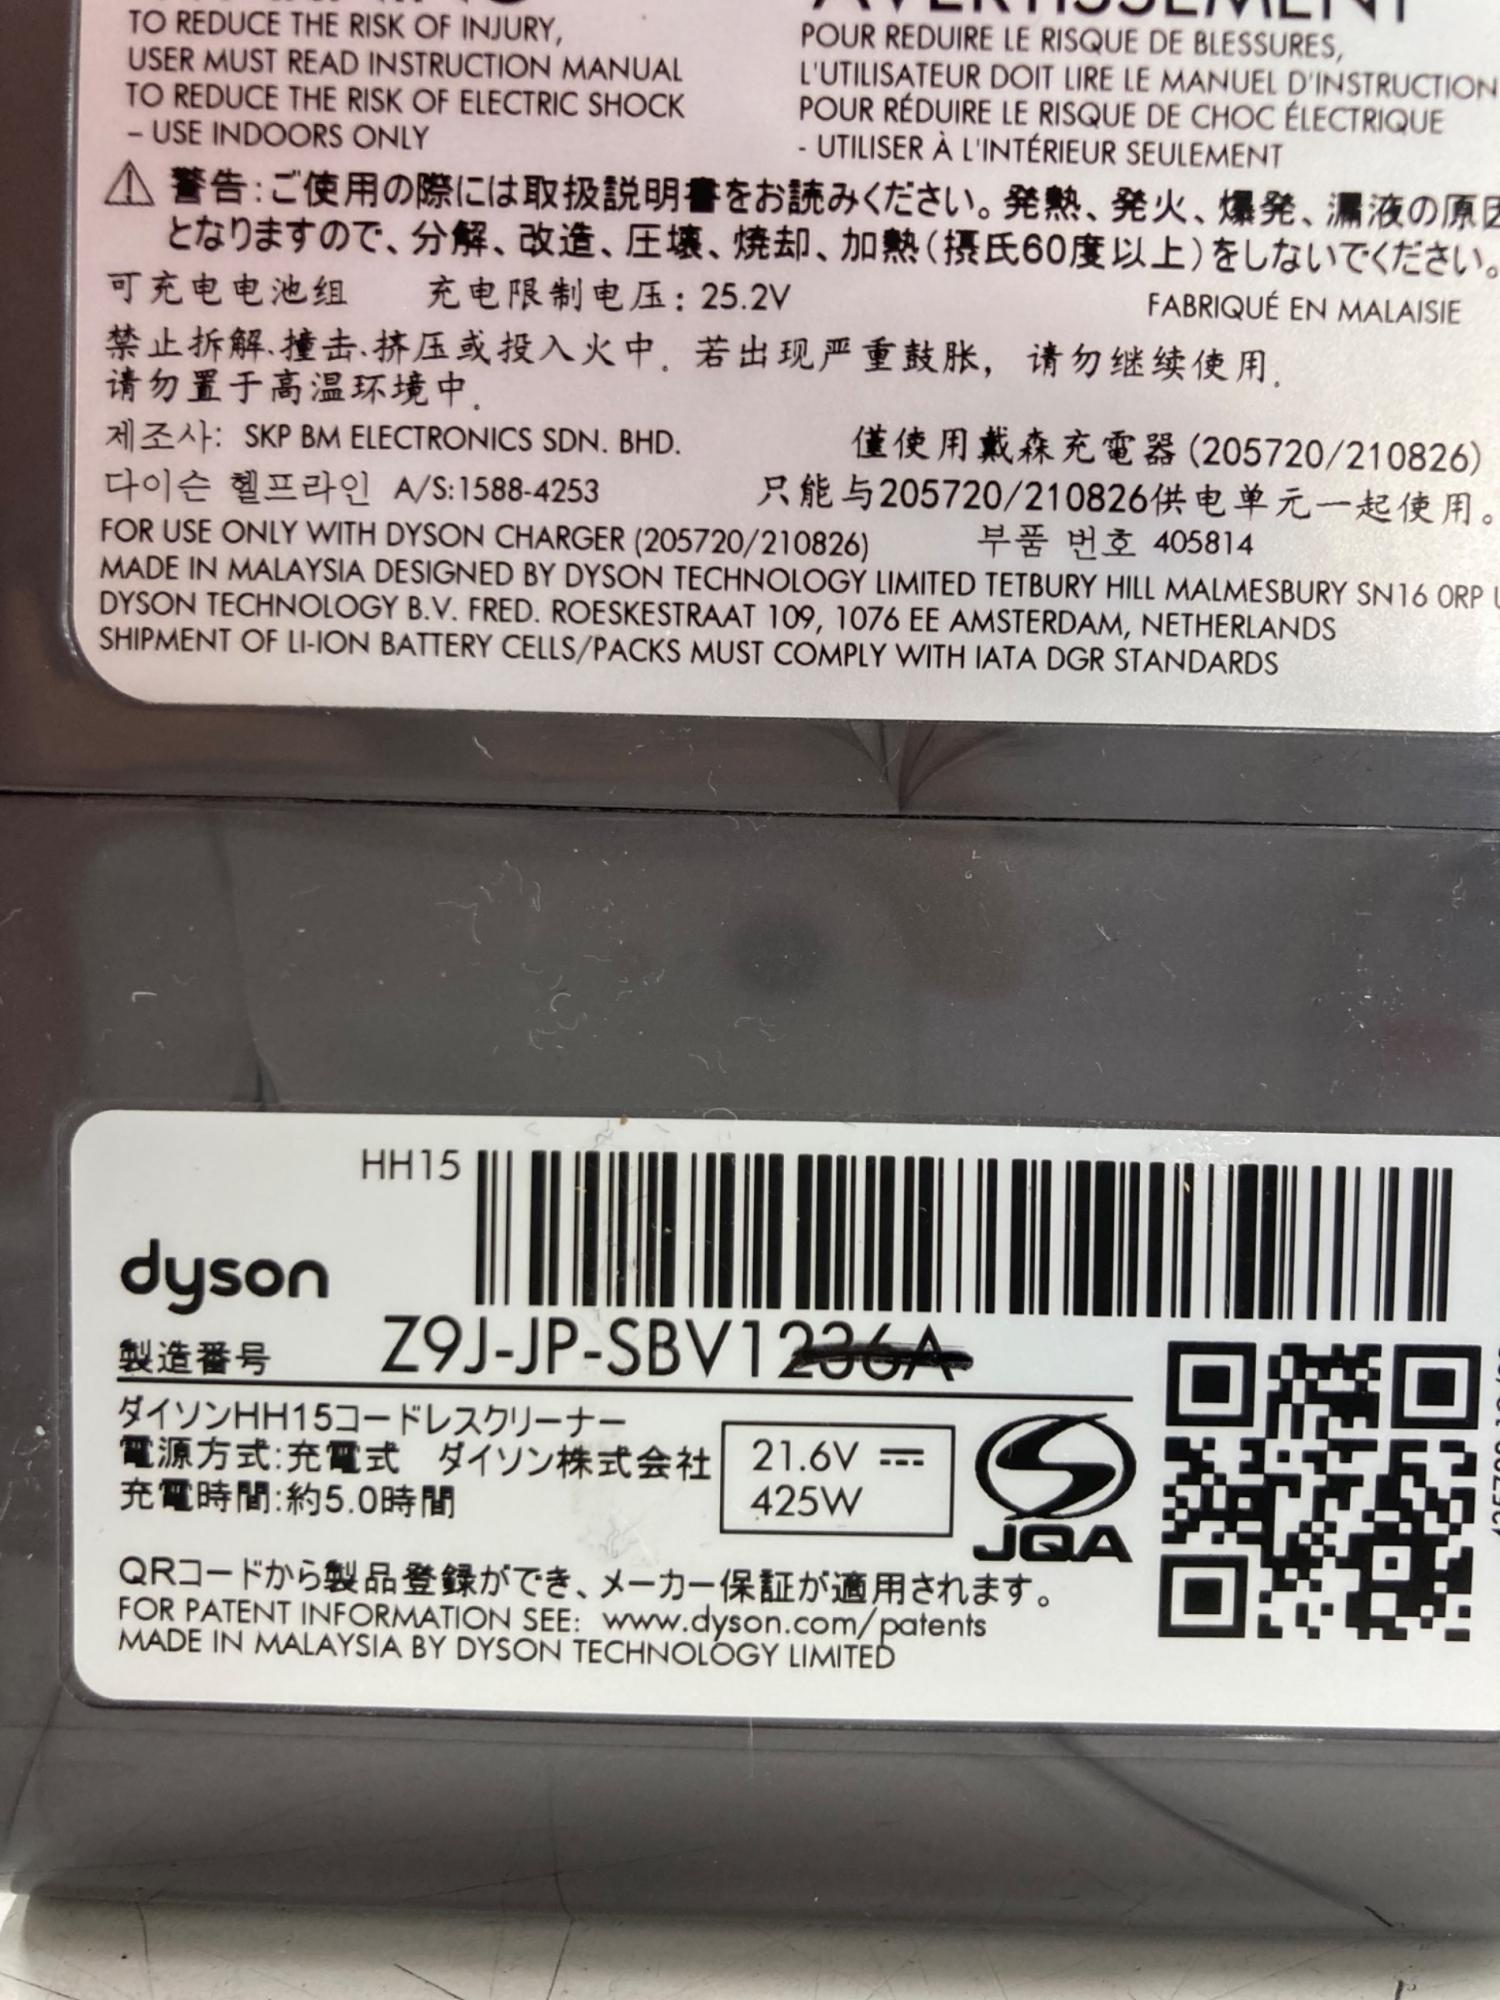 AVERTISSEMENT
TO REDUCE THE RISK OF INJURY,
USER MUST READ INSTRUCTION MANUAL
TO REDUCE THE RISK OF ELECTRIC SHOCK
– USE INDOORS ONLY
POUR REDUIRE LE RISQUE DE BLESSURES,
L'UTILISATEUR DOIT LIRE LE MANUEL D'INSTRUCTION
POUR RÉDUIRE LE RISQUE DE CHOC ÉLECTRIQUE
- UTILISER À L'INTÉRIEUR SEULEMENT
⚠警告:ご使用の際には取扱説明書をお読みください。発熱、発火、爆発、漏液の原因
となりますので、分解、改造、圧壊、焼却、加熱(摂氏60度以上)をしないでください。
可充电电池组 充电限制电压: 25.2V
FABRIQUÉ EN MALAISIE
禁止拆解.撞击.挤压或投入火中. 若出现严重鼓胀, 请勿继续使用.
请勿置于高温环境中.
제조사: SKP BM ELECTRONICS SDN. BHD. 僅使用戴森充電器(205720/210826)
다이슨 헬프라인 A/S:1588-4253 只能与205720/210826供电单元一起使用。
FOR USE ONLY WITH DYSON CHARGER (205720/210826) 부품 번호 405814
MADE IN MALAYSIA DESIGNED BY DYSON TECHNOLOGY LIMITED TETBURY HILL MALMESBURY SN16 0RP
DYSON TECHNOLOGY B.V. FRED. ROESKESTRAAT 109, 1076 EE AMSTERDAM, NETHERLANDS
SHIPMENT OF LI-ION BATTERY CELLS/PACKS MUST COMPLY WITH IATA DGR STANDARDS
HH15
dyson
製造番号 Z9J-JP-SBV1236A
ダイソンHH15コードレスクリーナー
電源方式:充電式 ダイソン株式会社
充電時間:約5.0時間
21.6V ⎓
425W
JQA
QRコードから製品登録ができ、メーカー保証が適用されます。
FOR PATENT INFORMATION SEE: www.dyson.com/patents
MADE IN MALAYSIA BY DYSON TECHNOLOGY LIMITED